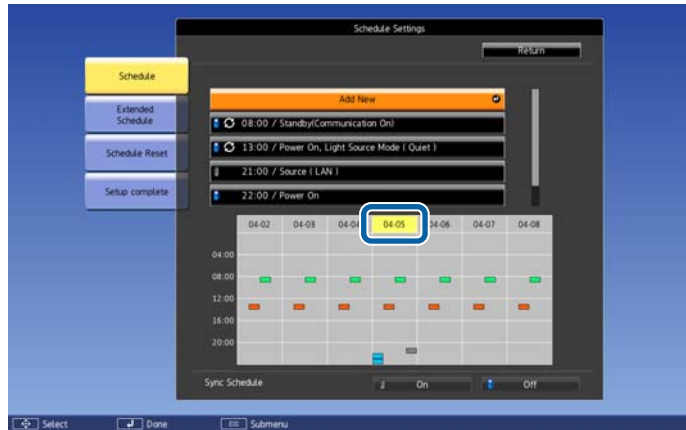 Schedule Settings
Return
Schedule
Extended
Schedule
Schedule Reset
Setup complete
Add New
08:00 / Standby(Communication On)
13:00 / Power On, Light Source Mode ( Quiet )
21:00 / Source ( LAN )
22:00 / Power On
04-02 04-03 04-04 04-05 04-06 04-07 04-08
04:00
08:00
12:00
16:00
20:00
Sync Schedule On Off
Select Done Esc Submenu